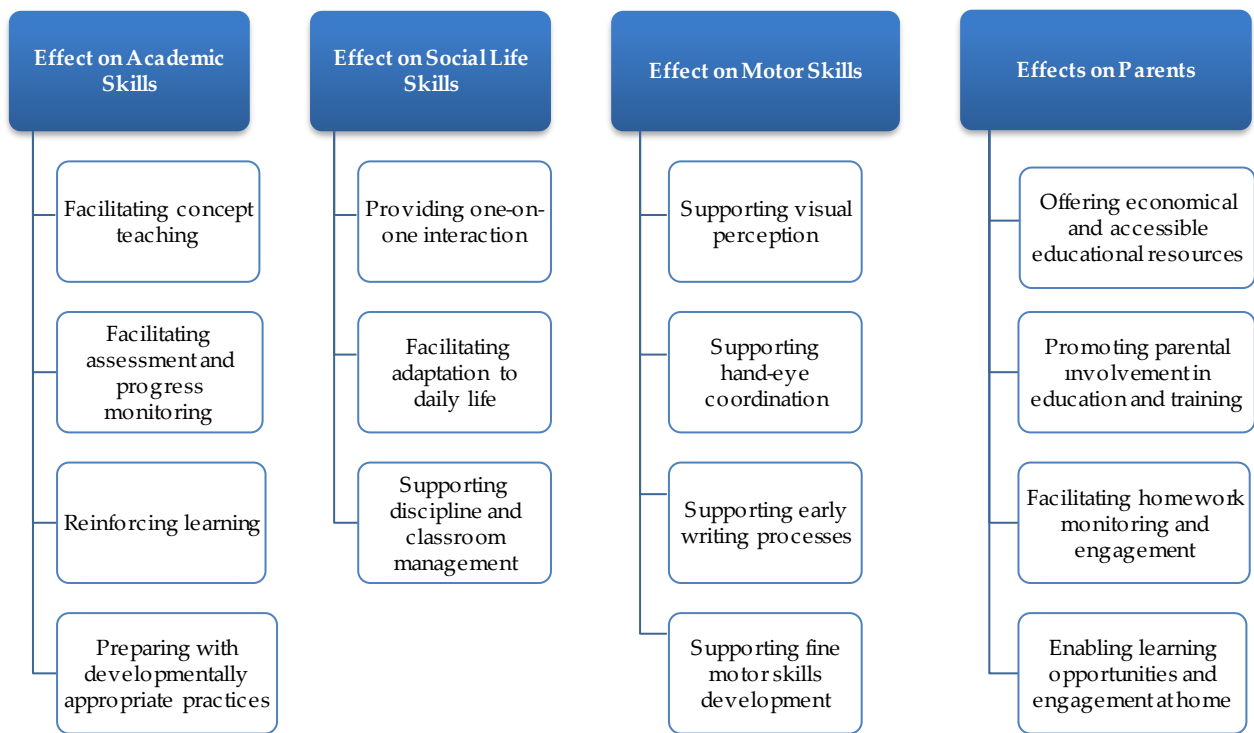 Effect on Academic
Skills
Facilitating concept
teaching
Facilitating
assessment and
progress
monitoring
Reinforcing learning
Preparing with
developmentally
appropriate practices
Effect on Social Life
Skills
Providing one-on-
one interaction
Facilitating
adaptation to
daily life
Supporting
discipline and
classroom
management
Effect on Motor Skills
Supporting visual
perception
Supporting
hand-eye
coordination
Supporting early
writing processes
Supporting fine
motor skills
development
Effects on Parents
Offering economical
and accessible
educational resources
Promoting parental
ınvolvement in
education and training
Facilitating homework
monitoring and
engagement
Enabling learning
opportunities and
engagement at home